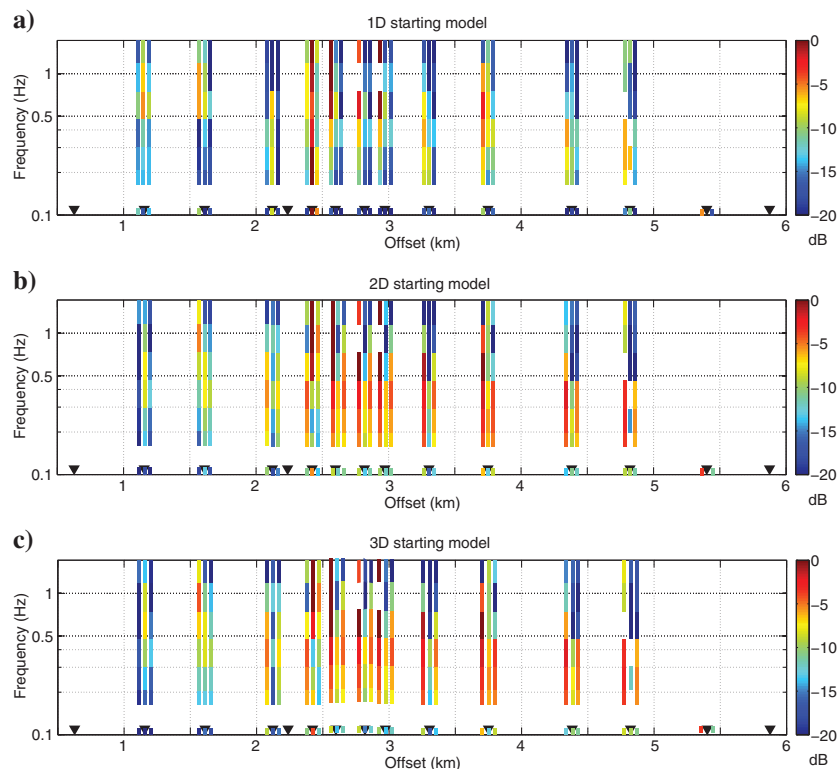 a)
1D starting model
Frequency (Hz)
1
0.5
0.1
1 2 3 4 5 6
Offset (km)
0
−5
−10
−15
−20
dB
b)
2D starting model
Frequency (Hz)
1
0.5
0.1
1 2 3 4 5 6
Offset (km)
0
−5
−10
−15
−20
dB
c)
3D starting model
Frequency (Hz)
1
0.5
0.1
1 2 3 4 5 6
Offset (km)
0
−5
−10
−15
−20
dB